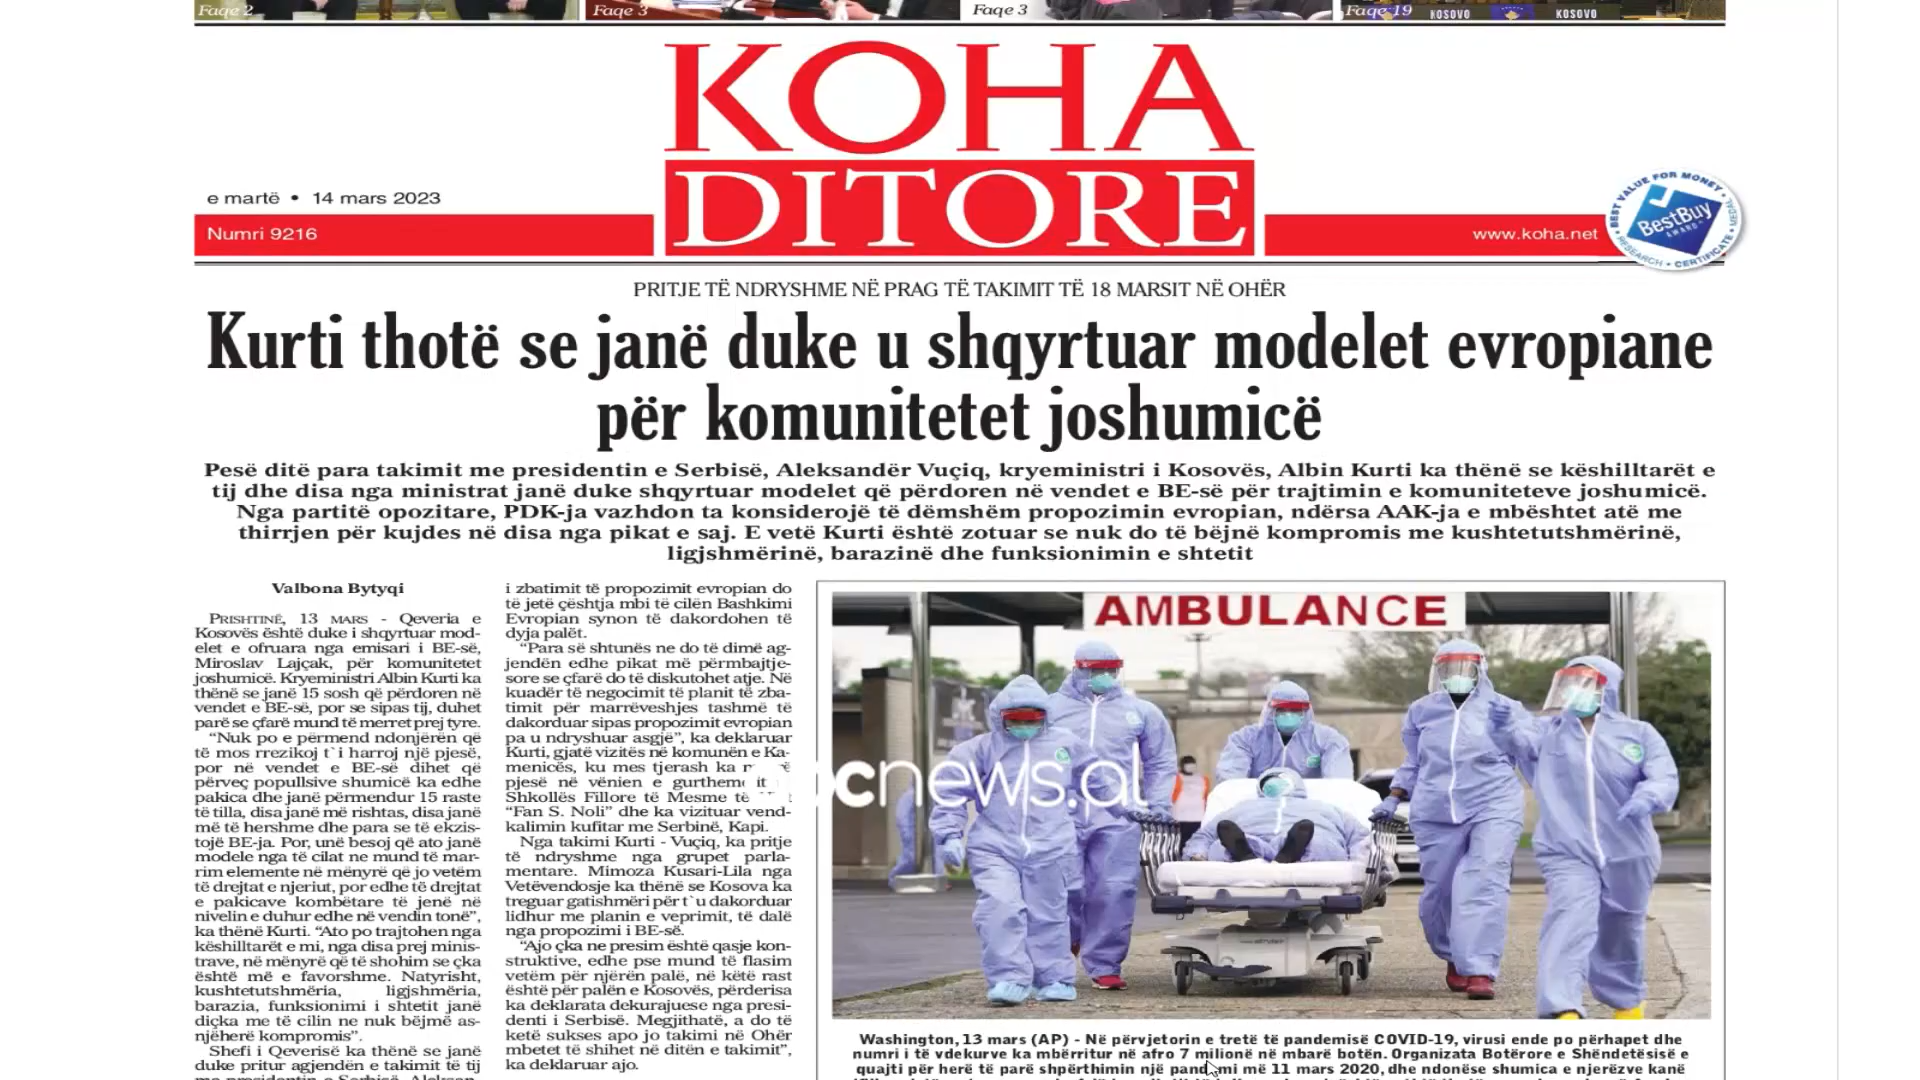 Faqe 2
Faqe 3
Faqe 3
Faqe 19
KOSOVO
KOSOVO
KOHA
DITORE
e martë • 14 mars 2023
Numri 9216
www.koha.net
BEST VALUE FOR MONEY
BestBuy
AWARD
RESEARCH • CERTIFICATE • MEDAL
PRITJE TË NDRYSHME NË PRAG TË TAKIMIT TË 18 MARSIT NË OHËR
Kurti thotë se janë duke u shqyrtuar modelet evropiane
për komunitetet joshumicë
Pesë ditë para takimit me presidentin e Serbisë, Aleksandër Vuçiq, kryeministri i Kosovës, Albin Kurti ka thënë se këshilltarët e
tij dhe disa nga ministrat janë duke shqyrtuar modelet që përdoren në vendet e BE-së për trajtimin e komuniteteve joshumicë.
Nga partitë opozitare, PDK-ja vazhdon ta konsiderojë të dëmshëm propozimin evropian, ndërsa AAK-ja e mbështet atë me
thirrjen për kujdes në disa nga pikat e saj. E vetë Kurti është zotuar se nuk do të bëjnë kompromis me kushtetutshmërinë,
ligjshmërinë, barazinë dhe funksionimin e shtetit
Valbona Bytyqi
PRISHTINË, 13 MARS - Qeveria e
Kosovës është duke i shqyrtuar mod-
elet e ofruara nga emisari i BE-së,
Miroslav Lajçak, për komunitetet
joshumicë. Kryeministri Albin Kurti ka
thënë se janë 15 sosh që përdoren në
vendet e BE-së, por se sipas tij, duhet
parë se çfarë mund të merret prej tyre.
“Nuk po e përmend ndonjërën që
të mos rrezikoj t`i harroj një pjesë,
por në vendet e BE-së dihet që
përveç popullsive shumicë ka edhe
pakica dhe janë përmendur 15 raste
të tilla, disa janë më rishtas, disa janë
më të hershme dhe para se të ekzis-
tojë BE-ja. Por, unë besoj që ato janë
modele nga të cilat ne mund të mar-
rim elemente në mënyrë që jo vetëm
të drejtat e njeriut, por edhe të drejtat
e pakicave kombëtare të jenë në
nivelin e duhur edhe në vendin tonë”,
ka thënë Kurti. “Ato po trajtohen nga
këshilltarët e mi, nga disa prej minis-
trave, në mënyrë që të shohim se çka
është më e favorshme. Natyrisht,
kushtetutshmëria, ligjshmëria,
barazia, funksionimi i shtetit janë
diçka me të cilin ne nuk bëjmë as-
njëherë kompromis”.
Shefi i Qeverisë ka thënë se janë
duke pritur agjendën e takimit të tij
i zbatimit të propozimit evropian do
të jetë çështja mbi të cilën Bashkimi
Evropian synon të dakordohen të
dyja palët.
“Para së shtunës ne do të dimë ag-
jendën edhe pikat më përmbajtje-
sore se çfarë do të diskutohet atje. Në
kuadër të negocimit të planit të zba-
timit për marrëveshjes tashmë të
dakorduar sipas propozimit evropian
pa u ndryshuar asgjë”, ka deklaruar
Kurti, gjatë vizitës në komunën e Ka-
menicës, ku mes tjerash ka
pjesë në vënien e
Shkollës Fillore të Mesme të
“Fan S. Noli” dhe ka vizituar vend-
kalimin kufitar me Serbinë, Kapi.
Nga takimi Kurti - Vuçiq, ka pritje
të ndryshme nga grupet parla-
mentare. Mimoza Kusari-Lila nga
Vetëvendosje ka thënë se Kosova ka
treguar gatishmëri për t`u dakorduar
lidhur me planin e veprimit, të dalë
nga propozimi i BE-së.
“Ajo çka ne presim është qasje kon-
struktive, edhe pse mund të flasim
vetëm për njërën palë, në këtë rast
është për palën e Kosovës, përderisa
ka deklarata dekurajuese nga presi-
denti i Serbisë. Megjithatë, a do të
ketë sukses apo jo takimi në Ohër
mbetet të shihet në ditën e takimit”,
ka deklaruar ajo.
AMBULANCE
cnews.al
Washington, 13 mars (AP) - Në përvjetorin e tretë të pandemisë COVID-19, virusi ende po përhapet dhe
numri i të vdekurve ka mbërritur në afro 7 milionë në mbarë botën. Organizata Botërore e Shëndetësisë e
quajti për herë të parë shpërthimin një pandemi më 11 mars 2020, dhe ndonëse shumica e njerëzve kanë